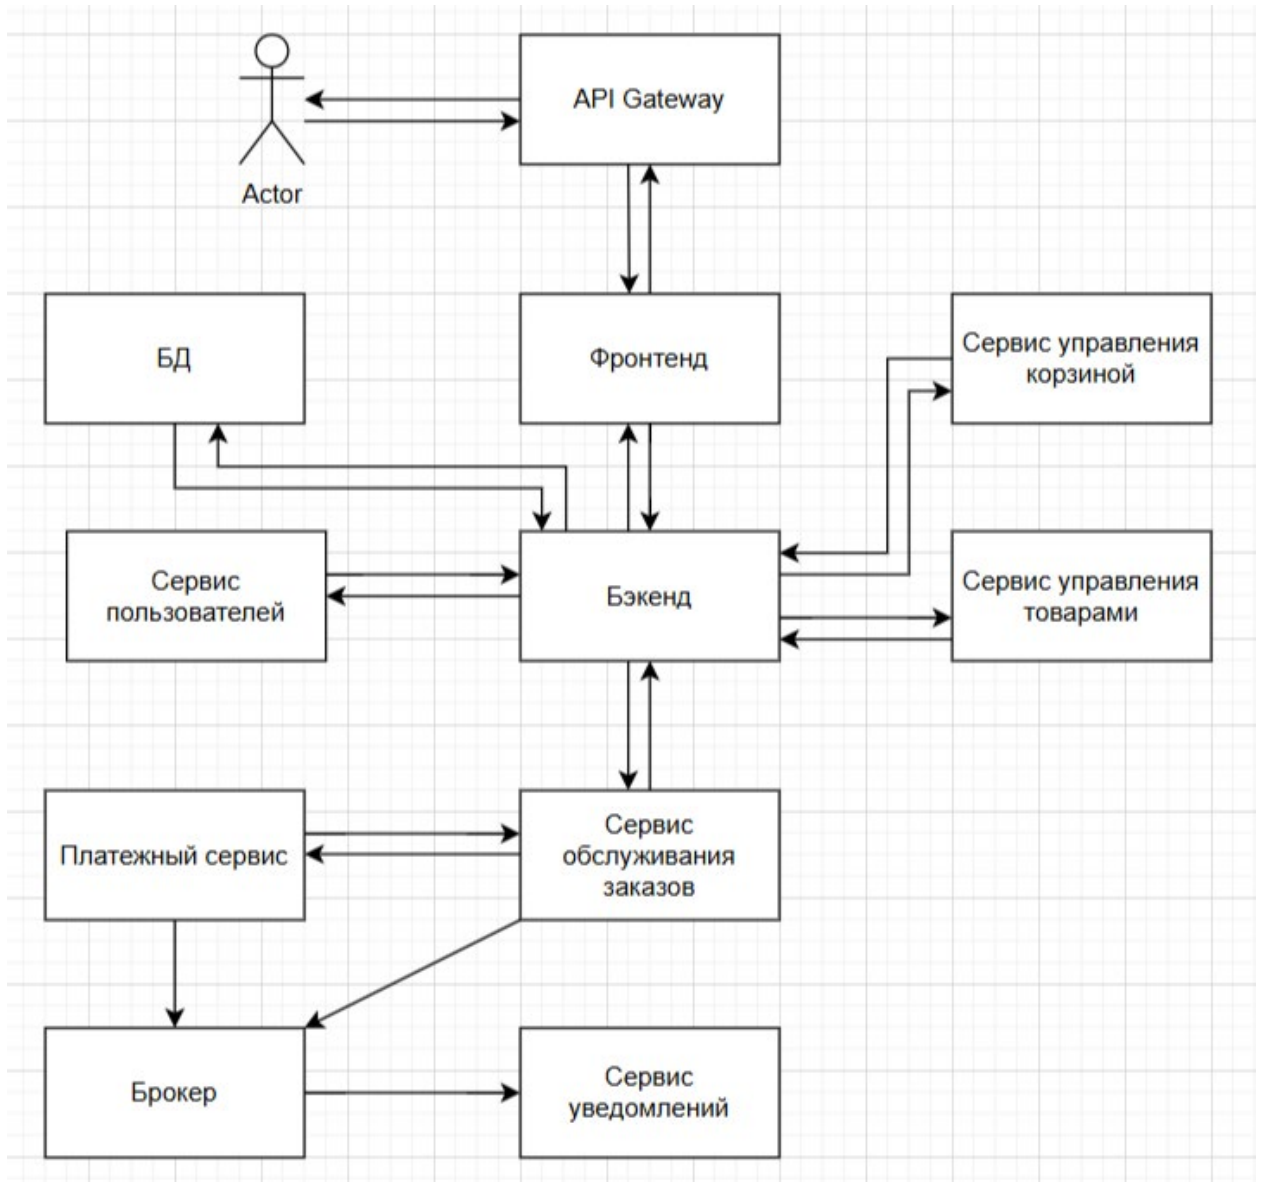 API Gateway
Actor
БД
Фронтенд
Сервис управления
корзиной
Сервис
пользователей
Бэкенд
Сервис управления
товарами
Платежный сервис
Сервис
обслуживания
заказов
Брокер
Сервис
уведомлений